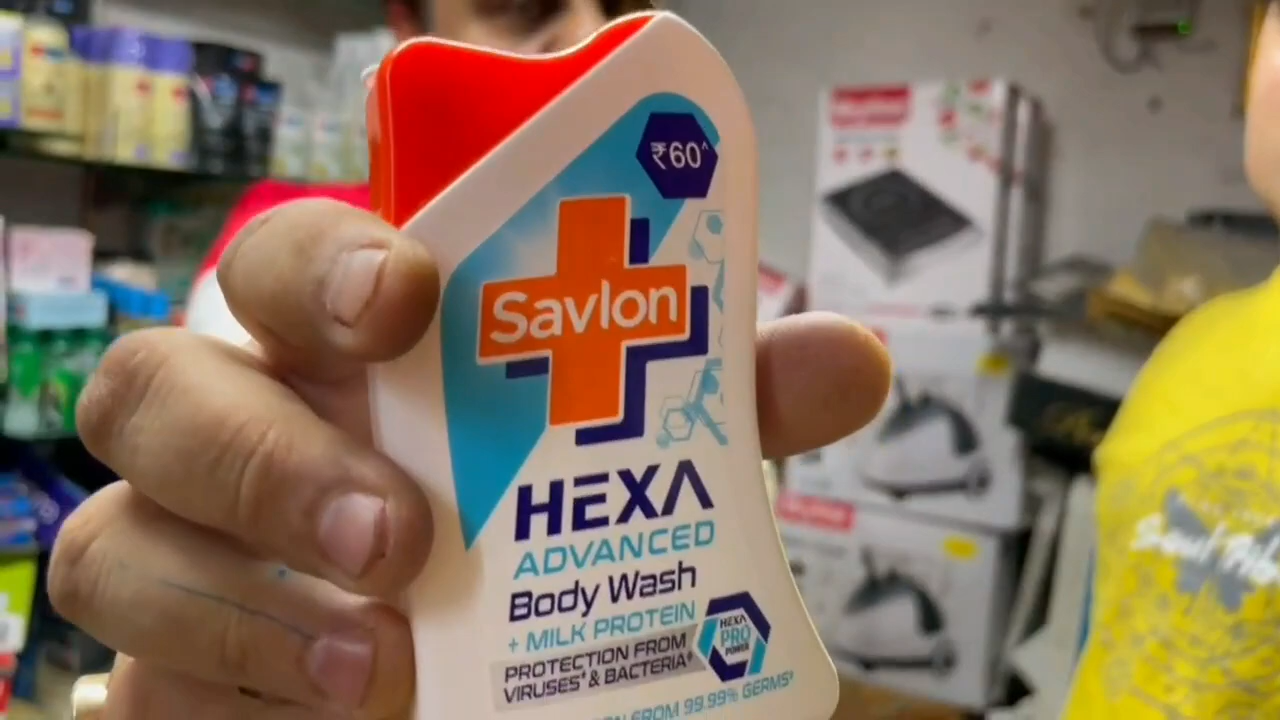 ₹60^
Savlon
HEXA
ADVANCED
Body Wash
+ MILK PROTEIN
HEXA
PRO
POWER
PROTECTION FROM
VIRUSES‡ & BACTERIA‡
FROM 99.99% GERMS